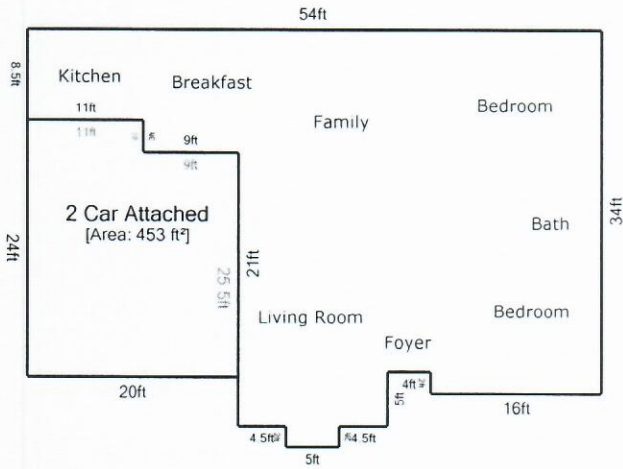 54ft
8.5ft
Kitchen
Breakfast
11ft
11ft
9ft
9ft
Family
Bedroom
34ft
2 Car Attached
[Area: 453 ft²]
24ft
25.5ft
21ft
Bath
Living Room
Bedroom
Foyer
20ft
4ft
5ft
16ft
4.5ft
4.5ft
5ft